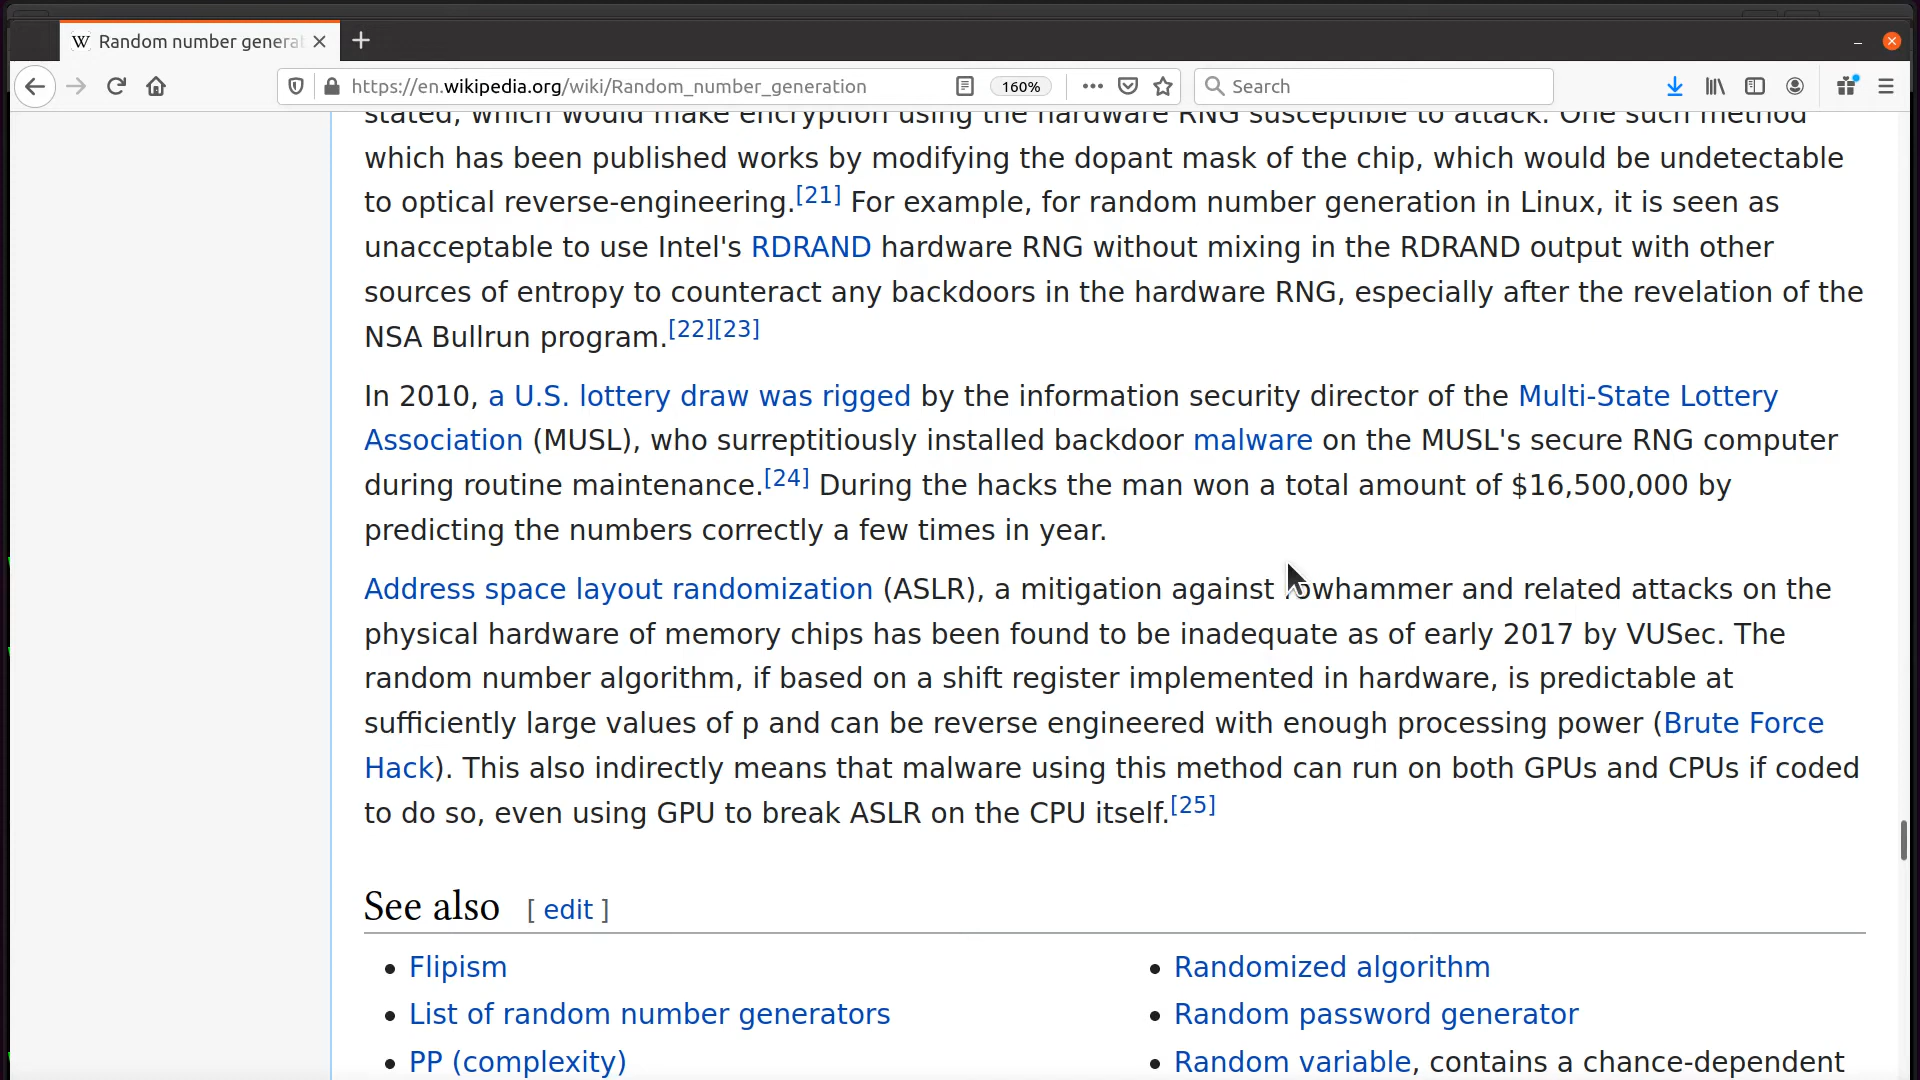 W Random number genera
https://en.wikipedia.org/wiki/Random_number_generation 160% Search
stated, which would make encryption using the hardware RNG susceptible to attack. One such method
which has been published works by modifying the dopant mask of the chip, which would be undetectable
to optical reverse-engineering.[21] For example, for random number generation in Linux, it is seen as
unacceptable to use Intel's RDRAND hardware RNG without mixing in the RDRAND output with other
sources of entropy to counteract any backdoors in the hardware RNG, especially after the revelation of the
NSA Bullrun program.[22][23]
In 2010, a U.S. lottery draw was rigged by the information security director of the Multi-State Lottery
Association (MUSL), who surreptitiously installed backdoor malware on the MUSL's secure RNG computer
during routine maintenance.[24] During the hacks the man won a total amount of $16,500,000 by
predicting the numbers correctly a few times in year.
Address space layout randomization (ASLR), a mitigation against rowhammer and related attacks on the
physical hardware of memory chips has been found to be inadequate as of early 2017 by VUSec. The
random number algorithm, if based on a shift register implemented in hardware, is predictable at
sufficiently large values of p and can be reverse engineered with enough processing power (Brute Force
Hack). This also indirectly means that malware using this method can run on both GPUs and CPUs if coded
to do so, even using GPU to break ASLR on the CPU itself.[25]
See also [ edit ]
• Flipism
• List of random number generators
• PP (complexity)
• Randomized algorithm
• Random password generator
• Random variable, contains a chance-dependent